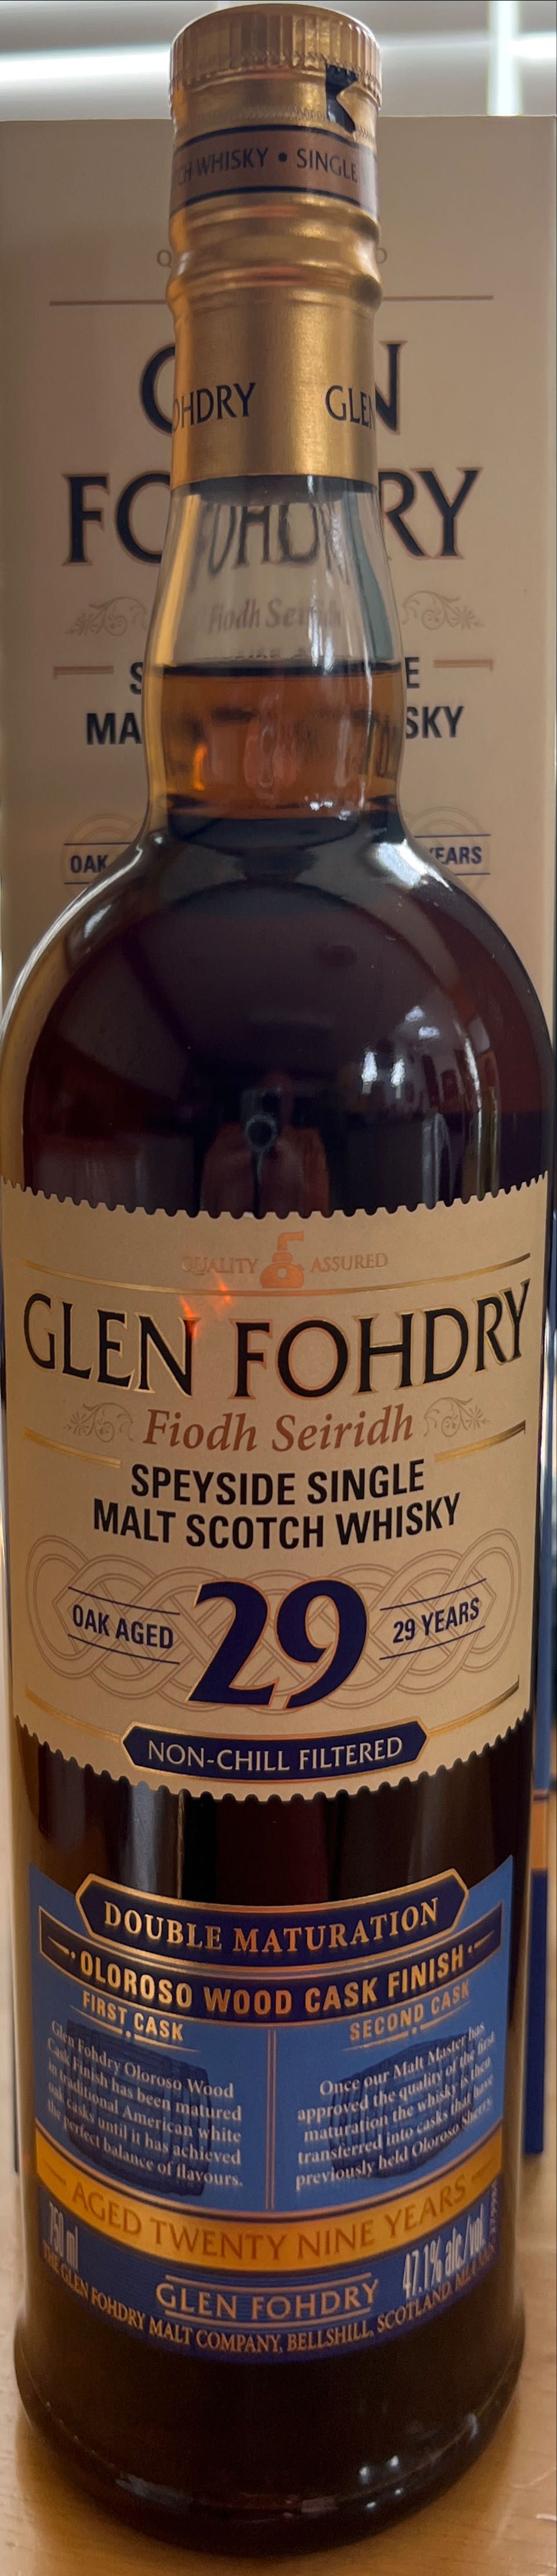 WHISKY • SINGLE
GLEN
QUALITY ASSURED
GLEN FOHDRY
Fiodh Seiridh
SPEYSIDE SINGLE
MALT SCOTCH WHISKY
OAK AGED 29 29 YEARS
NON-CHILL FILTERED
DOUBLE MATURATION
OLOROSO WOOD CASK FINISH
FIRST CASK
Glen Fohdry Oloroso Wood
Cask Finish has been matured
in traditional American white
oak casks until it has achieved
the perfect balance of flavours.
SECOND CASK
Once our Malt Master has
approved the quality of the first
maturation the whisky is then
transferred into casks that have
previously held Oloroso Sherry.
AGED TWENTY NINE YEARS
750 ml
47.1% alc./vol.
GLEN FOHDRY
THE GLEN FOHDRY MALT COMPANY, BELLSHILL, SCOTLAND,
OAK
YEARS